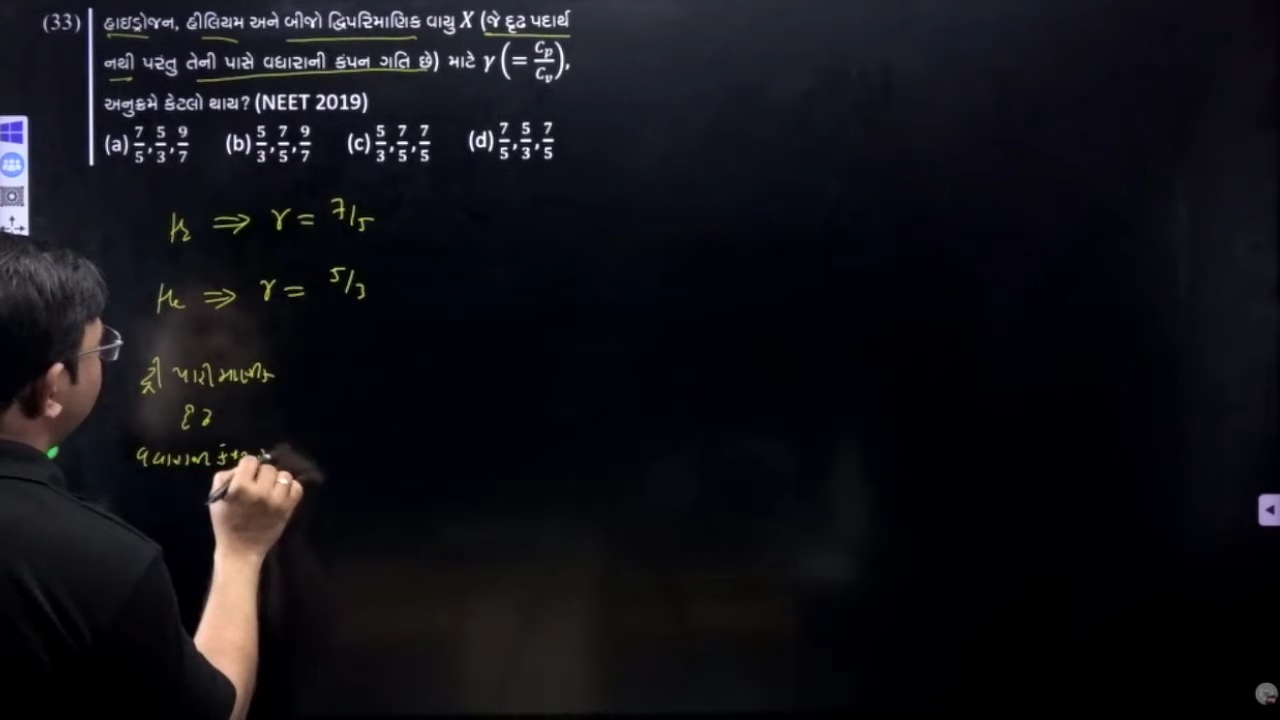 (33) હાઇડ્રોજન, હીલિયમ અને બીજો દ્વિપરિમાણિક વાયુ X (જે દૃઢ પદાર્થ
નથી પરંતુ તેની પાસે વધારાની કંપન ગતિ છે) માટે γ (= C_p/C_v),
અનુક્રમે કેટલો થાય? (NEET 2019)
(a) 7/5, 5/3, 9/7 (b) 5/3, 7/5, 9/7 (c) 5/3, 7/5, 7/5 (d) 7/5, 5/3, 7/5
H₂ ⇒ γ = 7/5
He ⇒ γ = 5/3
દ્વી પારીમાણીક